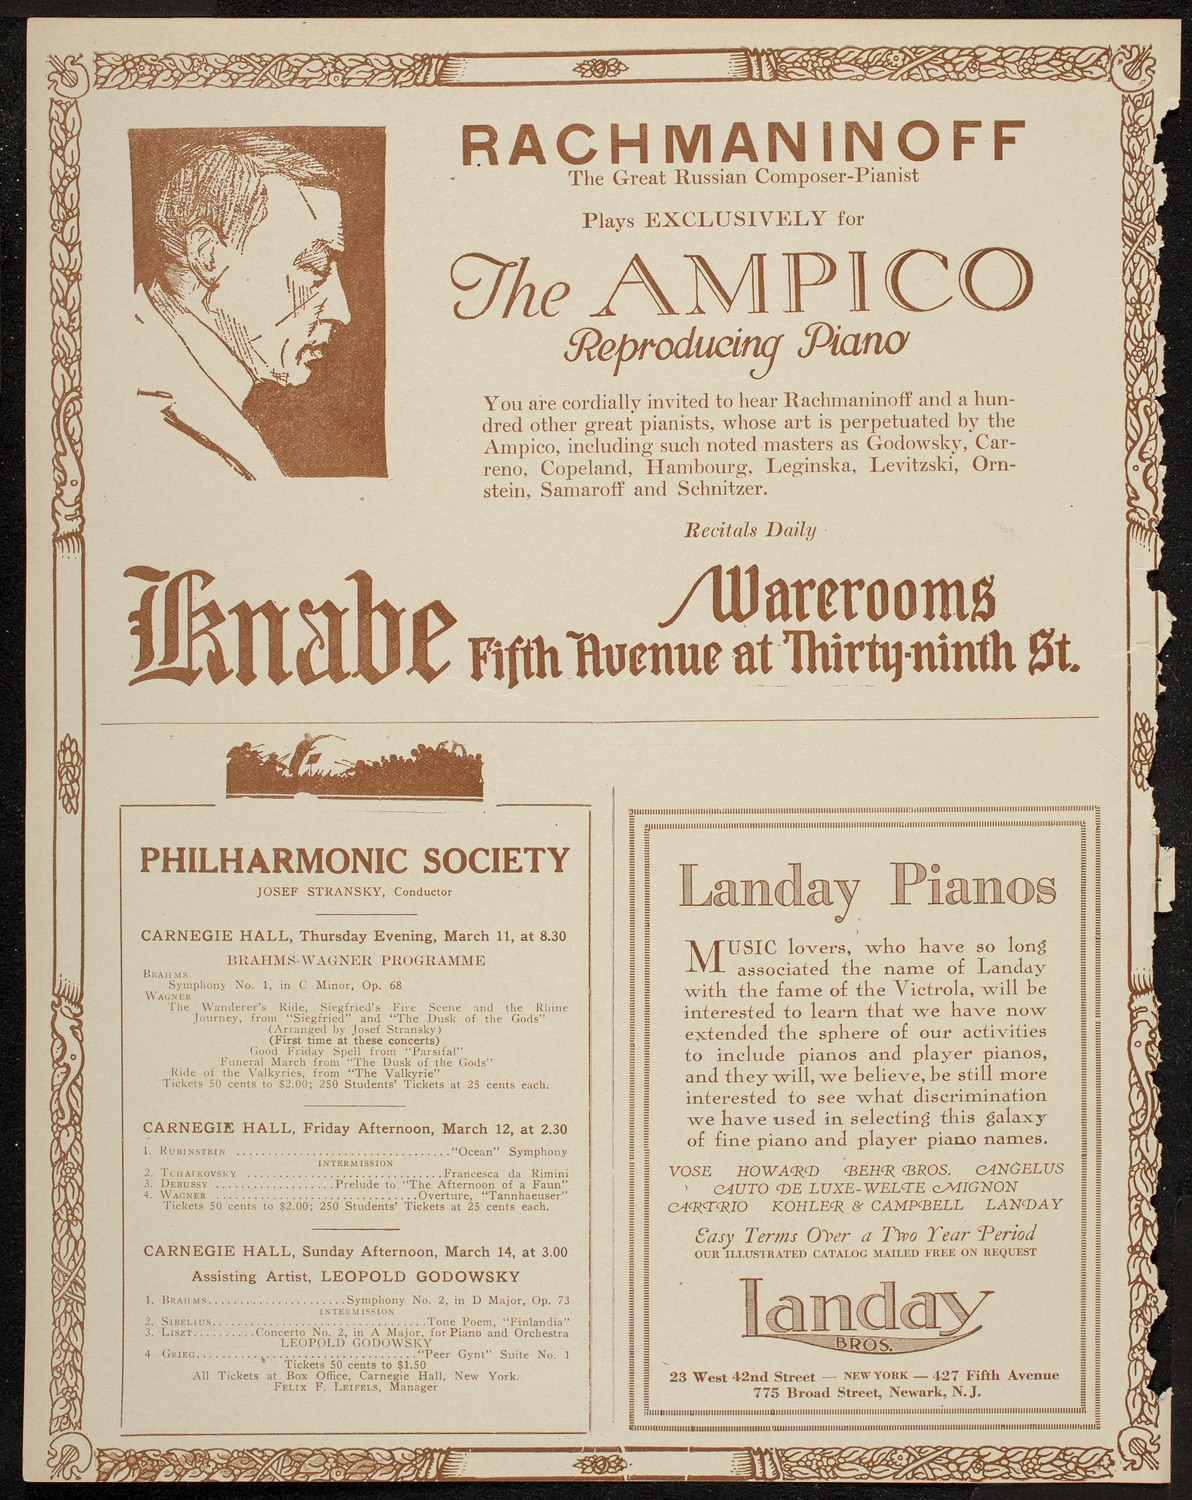 RACHMANINOFF
The Great Russian Composer-Pianist
Plays EXCLUSIVELY for
The AMPICO
Reproducing Piano
You are cordially invited to hear Rachmaninoff and a hun-
dred other great pianists, whose art is perpetuated by the
Ampico, including such noted masters as Godowsky, Car-
reno, Copeland, Hambourg, Leginska, Levitzski, Orn-
stein, Samaroff and Schnitzer.
Recitals Daily
Knabe
Warerooms
Fifth Avenue at Thirty-ninth St.
PHILHARMONIC SOCIETY
JOSEF STRANSKY, Conductor
CARNEGIE HALL, Thursday Evening, March 11, at 8.30
BRAHMS-WAGNER PROGRAMME
BRAHMS
Symphony No. 1, in C Minor, Op. 68
WAGNER
The Wanderer's Ride, Siegfried's Fire Scene and the Rhine
Journey, from "Siegfried" and "The Dusk of the Gods"
(Arranged by Josef Stransky)
(First time at these concerts)
Good Friday Spell from "Parsifal"
Funeral March from "The Dusk of the Gods"
Ride of the Valkyries, from "The Valkyrie"
Tickets 50 cents to $2.00; 250 Students' Tickets at 25 cents each.
CARNEGIE HALL, Friday Afternoon, March 12, at 2.30
1. RUBINSTEIN ................................"Ocean" Symphony
INTERMISSION
2. TCHAIKOVSKY .............................Francesca da Rimini
3. DEBUSSY ..................Prelude to "The Afternoon of a Faun"
4. WAGNER ..............................Overture, "Tannhaeuser"
Tickets 50 cents to $2.00; 250 Students' Tickets at 25 cents each.
CARNEGIE HALL, Sunday Afternoon, March 14, at 3.00
Assisting Artist, LEOPOLD GODOWSKY
1. BRAHMS.....................Symphony No. 2, in D Major, Op. 73
INTERMISSION
2. SIBELIUS................................Tone Poem, "Finlandia"
3. LISZT..........Concerto No. 2, in A Major, for Piano and Orchestra
LEOPOLD GODOWSKY
4 GRIEG.................................."Peer Gynt" Suite No. 1
Tickets 50 cents to $1.50
All Tickets at Box Office, Carnegie Hall, New York.
FELIX F. LEIFELS, Manager
Landay Pianos
MUSIC lovers, who have so long
associated the name of Landay
with the fame of the Victrola, will be
interested to learn that we have now
extended the sphere of our activities
to include pianos and player pianos,
and they will, we believe, be still more
interested to see what discrimination
we have used in selecting this galaxy
of fine piano and player piano names.
VOSE HOWARD BEHR BROS. ANGELUS
AUTO DE LUXE-WELTE MIGNON
ARTRIO KOHLER & CAMPBELL LANDAY
Easy Terms Over a Two Year Period
OUR ILLUSTRATED CATALOG MAILED FREE ON REQUEST
Landay
BROS.
23 West 42nd Street — NEW YORK — 427 Fifth Avenue
775 Broad Street, Newark, N. J.